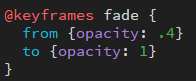 @keyframes fade {
  from {opacity: .4}
  to {opacity: 1}
}